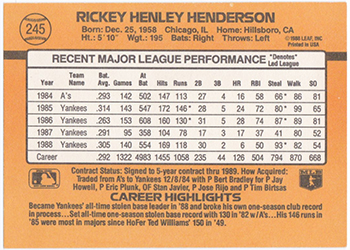 245
RICKEY HENLEY HENDERSON
Born: Dec. 25, 1958 Chicago, IL Home: Hillsboro, CA
Ht.: 5' 10" Wgt.: 195 Bats: Right Throws: Left
©1988 LEAF, INC.
Printed in USA
RECENT MAJOR LEAGUE PERFORMANCE *Denotes Led League
Year Team Name Bat. Avg. Games At Bat Hits Runs 2B 3B HR RBI Steal BB Walk SO
1984 A's .293 142 502 147 113 27 4 16 58 66* 86 81
1985 Yankees .314 143 547 172 146* 28 5 24 72 80* 99 65
1986 Yankees .263 153 608 160 130* 31 5 28 74 87* 89 81
1987 Yankees .291 95 358 104 78 17 3 17 37 41 80 52
1988 Yankees .305 140 554 169 118 30 2 6 50 93* 82 54
Career .292 1322 4983 1455 1058 794 870 668
Contract Status: Signed to 5-year contract thru 1989. How Acquired:
Traded from A's to Yankees 12/8/84 with P Bert Bradley for P Jay
Howell, P Eric Plunk, OF Stan Javier, P Jose Rijo and P Tim Birtsas
CAREER HIGHLIGHTS
Became Yankees' all-time stolen base leader in '88 and broke his own one-season club record
in process... Set all-time one-season stolen base record with 130 in '82 w/A's... His 146 runs in
'85 were most in majors since HoFer Ted Williams' 150 in '49.